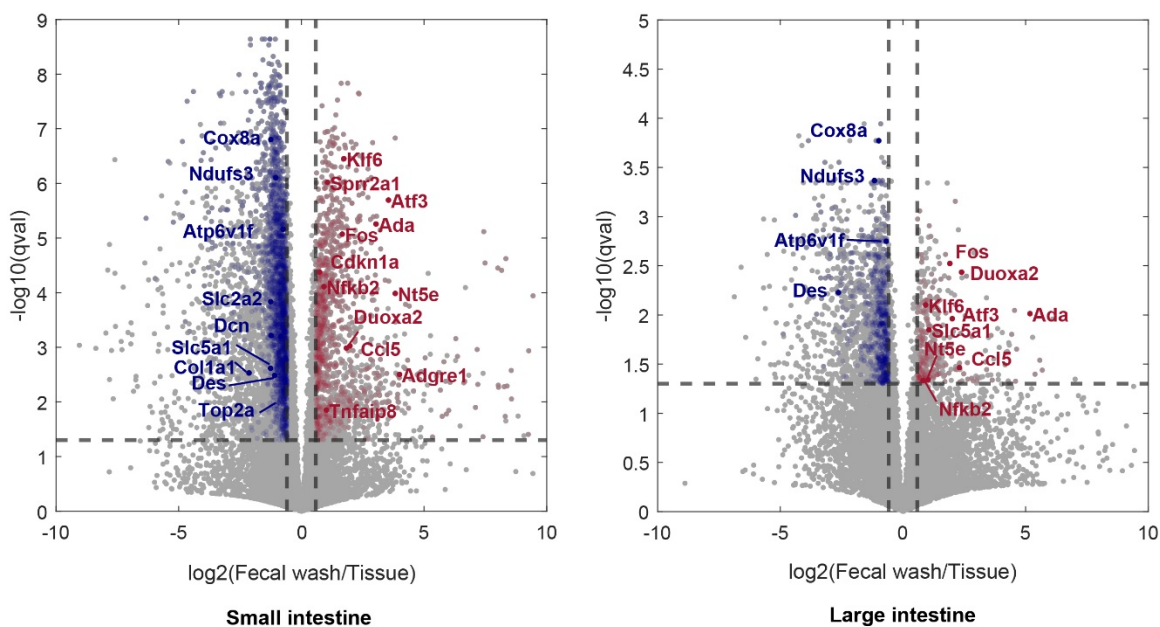 9
8
7
6
5
4
3
2
1
0
-log10(qval)
Cox8a
Ndufs3
Atp6v1f
Slc2a2
Dcn
Slc5a1
Col1a1
Des
Top2a
Klf6
Sprr2a1
Atf3
Ada
Fos
Cdkn1a
Nfkb2
Nt5e
Duoxa2
Ccl5
Adgre1
Tnfaip8
-10 -5 0 5 10
log2(Fecal wash/Tissue)
Small intestine
5
4.5
4
3.5
3
2.5
2
1.5
1
0.5
0
-log10(qval)
Cox8a
Ndufs3
Atp6v1f
Des
Fos
Duoxa2
Klf6
Atf3
Ada
Slc5a1
Nt5e
Ccl5
Nfkb2
-10 -5 0 5 10
log2(Fecal wash/Tissue)
Large intestine